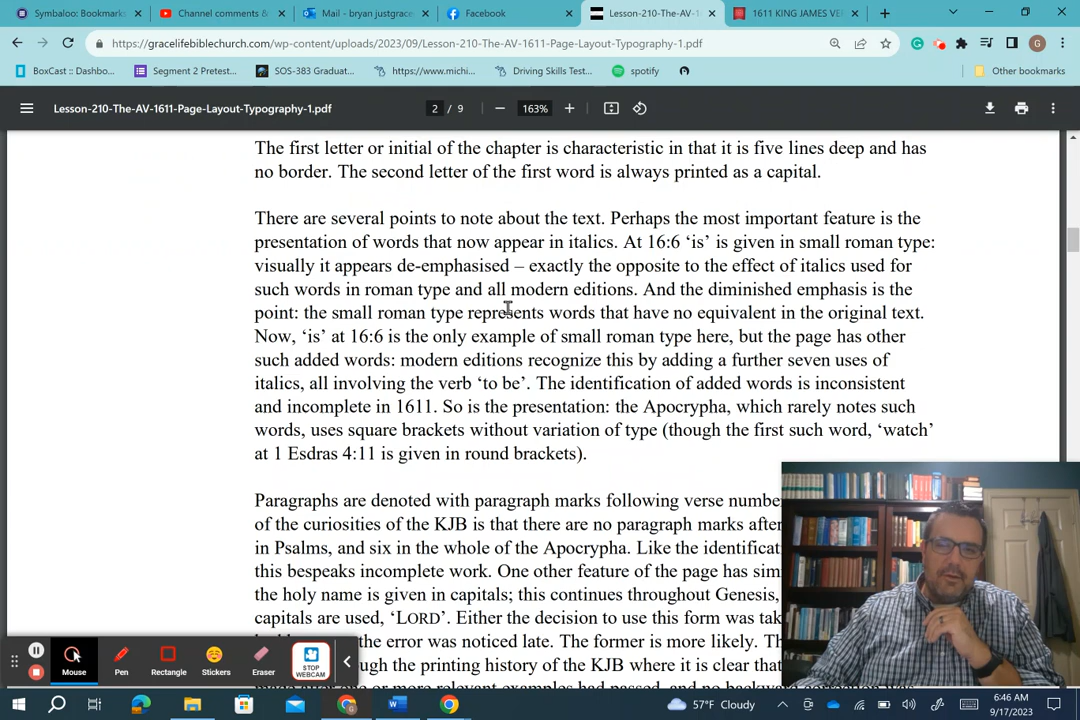 Symbaloo: Bookmarks
Channel comments &
Mail - bryan justgrace
Facebook
Lesson-210-The-AV-1
1611 KING JAMES VE
https://www.gracelifebiblechurch.com/wp-content/uploads/2023/09/Lesson-210-The-AV-1611-Page-Layout-Typography-1.pdf
BoxCast :: Dashbo...
Segment 2 Pretest...
SOS-383 Graduat...
https://www.michi...
Driving Skills Test...
spotify
Other bookmarks
Lesson-210-The-AV-1611-Page-Layout-Typography-1.pdf
2 / 9
163%
The first letter or initial of the chapter is characteristic in that it is five lines deep and has
no border. The second letter of the first word is always printed as a capital.
There are several points to note about the text. Perhaps the most important feature is the
presentation of words that now appear in italics. At 16:6 ‘is’ is given in small roman type:
visually it appears de-emphasised – exactly the opposite to the effect of italics used for
such words in roman type and all modern editions. And the diminished emphasis is the
point: the small roman type represents words that have no equivalent in the original text.
Now, ‘is’ at 16:6 is the only example of small roman type here, but the page has other
such added words: modern editions recognize this by adding a further seven uses of
italics, all involving the verb ‘to be’. The identification of added words is inconsistent
and incomplete in 1611. So is the presentation: the Apocrypha, which rarely notes such
words, uses square brackets without variation of type (though the first such word, ‘watch’
at 1 Esdras 4:11 is given in round brackets).
Paragraphs are denoted with paragraph marks following verse number
of the curiosities of the KJB is that there are no paragraph marks after
in Psalms, and six in the whole of the Apocrypha. Like the identificati
this bespeaks incomplete work. One other feature of the page has sim
the holy name is given in capitals; this continues throughout Genesis,
capitals are used, ‘LORD’. Either the decision to use this form was tak
the error was noticed late. The former is more likely. Th
ough the printing history of the KJB where it is clear that
Mouse
Pen
Rectangle
Stickers
Eraser
STOP
WEBCAM
57°F Cloudy
6:46 AM
9/17/2023